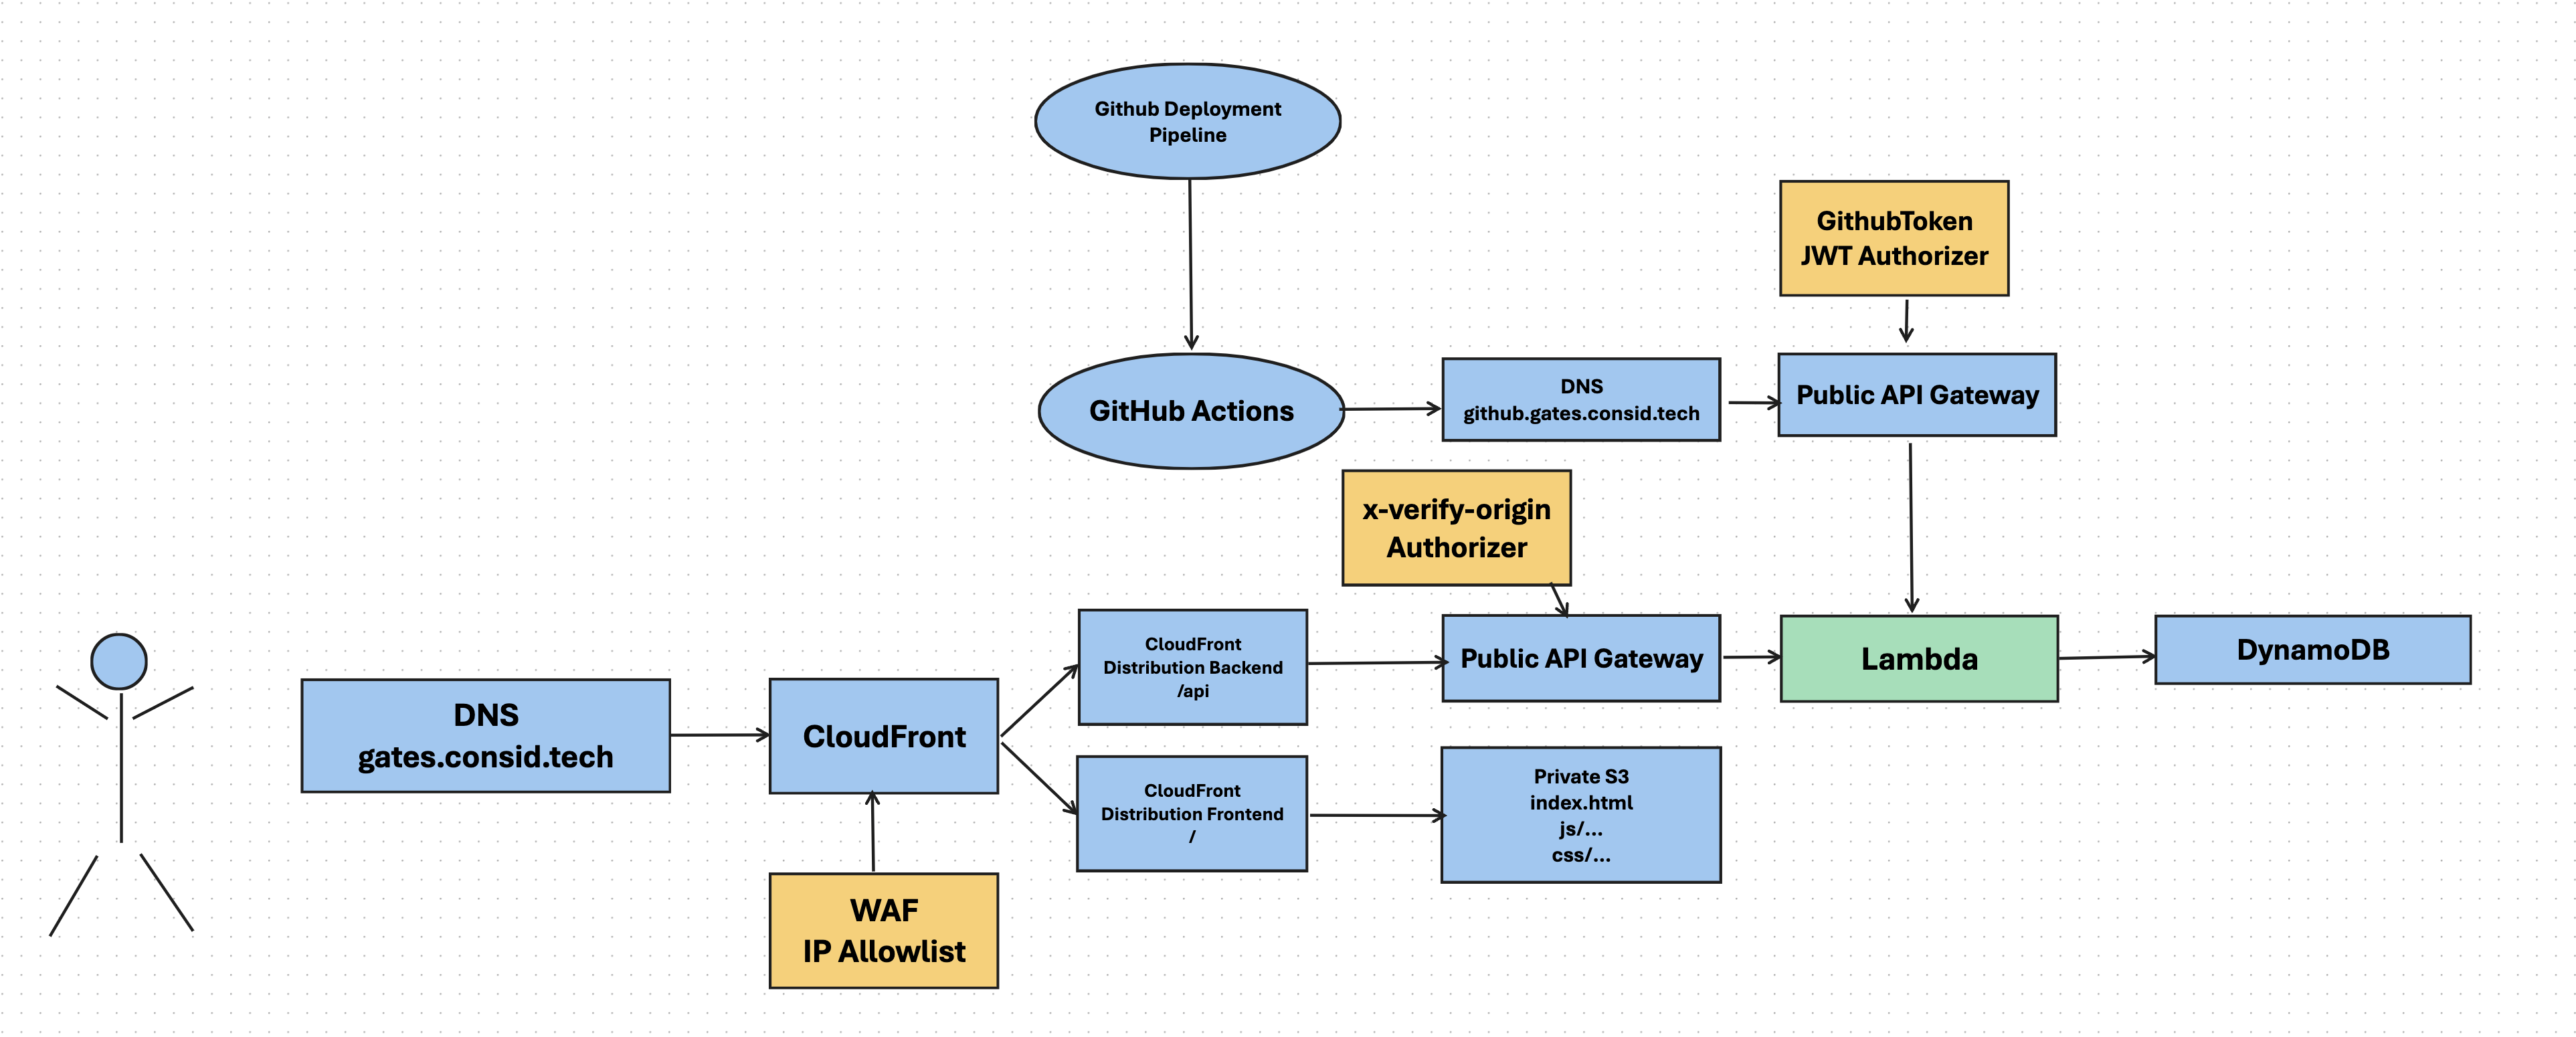 Github Deployment
Pipeline
GithubToken
JWT Authorizer
GitHub Actions
DNS
github.gates.consid.tech
Public API Gateway
x-verify-origin
Authorizer
CloudFront
Distribution Backend
/api
Public API Gateway
Lambda
DynamoDB
DNS
gates.consid.tech
CloudFront
CloudFront
Distribution Frontend
/
Private S3
index.html
js/...
css/...
WAF
IP Allowlist